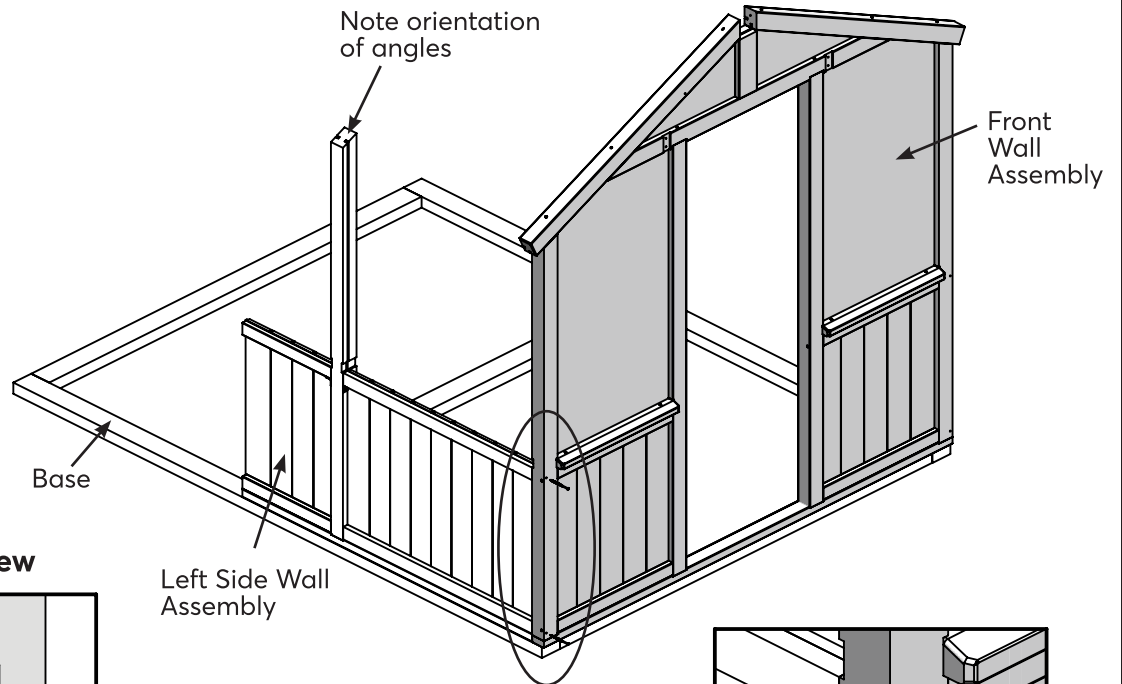 Note orientation
of angles
Front
Wall
Assembly
Base
Left Side Wall
Assembly
ew